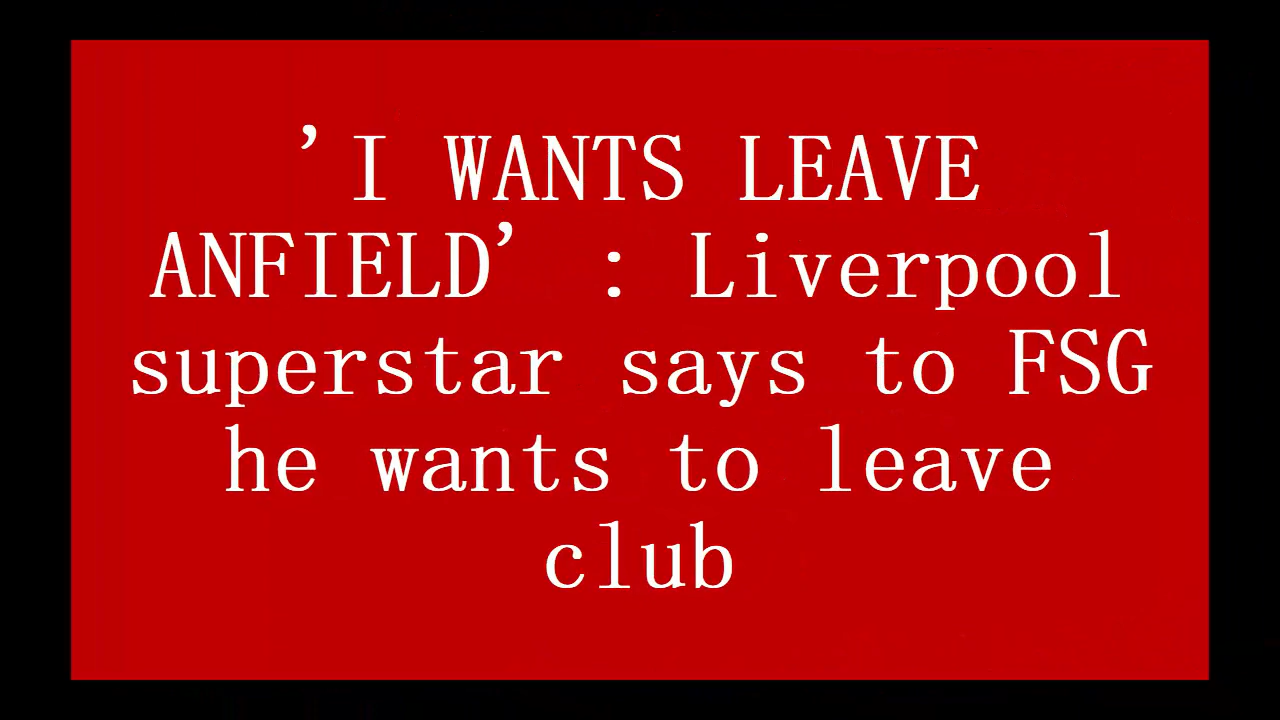 ’I WANTS LEAVE
ANFIELD’ : Liverpool
superstar says to FSG
he wants to leave
club